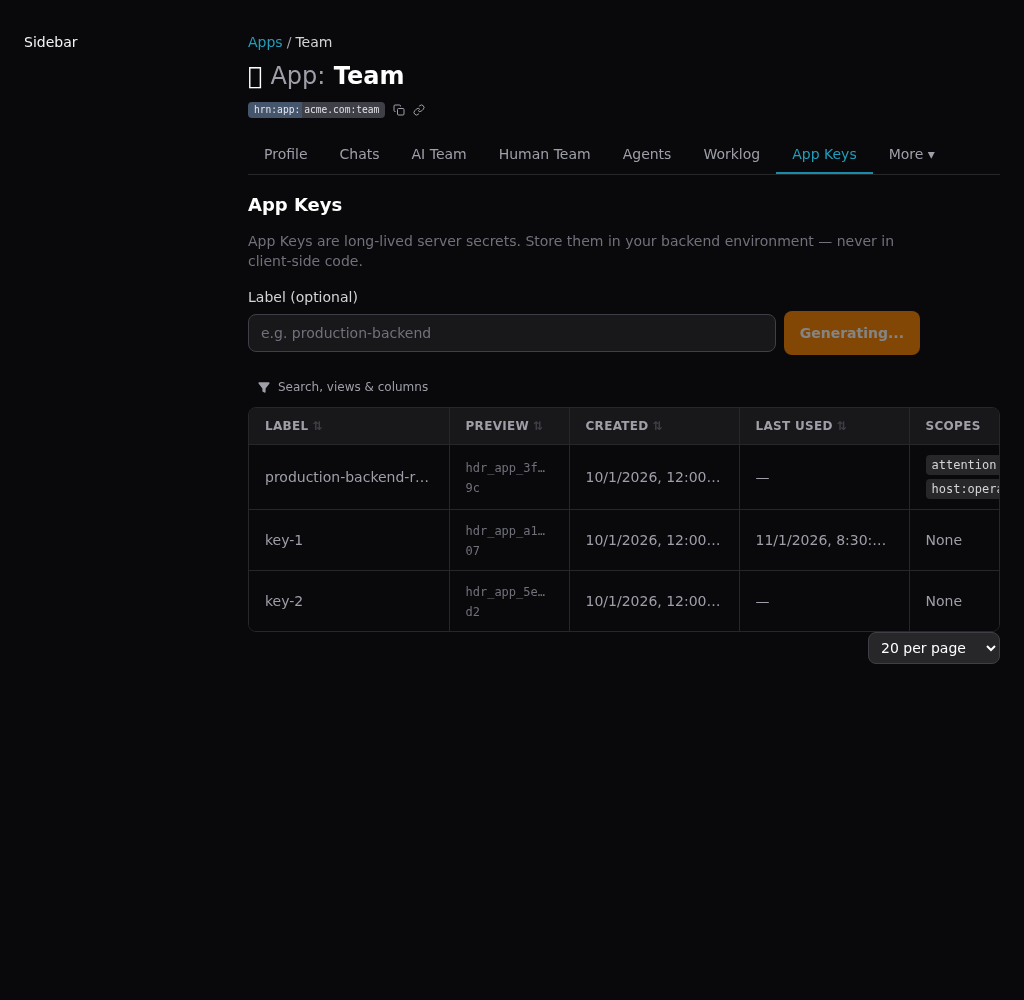 Sidebar
Apps / Team
App: Team
hrn:app: acme.com:team
Profile Chats AI Team Human Team Agents Worklog App Keys More ▾
App Keys
App Keys are long-lived server secrets. Store them in your backend environment — never in
client-side code.
Label (optional)
e.g. production-backend
Generating...
Search, views & columns
LABEL ⇅ PREVIEW ⇅ CREATED ⇅ LAST USED ⇅ SCOPES
production-backend-r… hdr_app_3f… 9c 10/1/2026, 12:00… — attention
host:opera
key-1 hdr_app_a1… 07 10/1/2026, 12:00… 11/1/2026, 8:30:… None
key-2 hdr_app_5e… d2 10/1/2026, 12:00… — None
20 per page